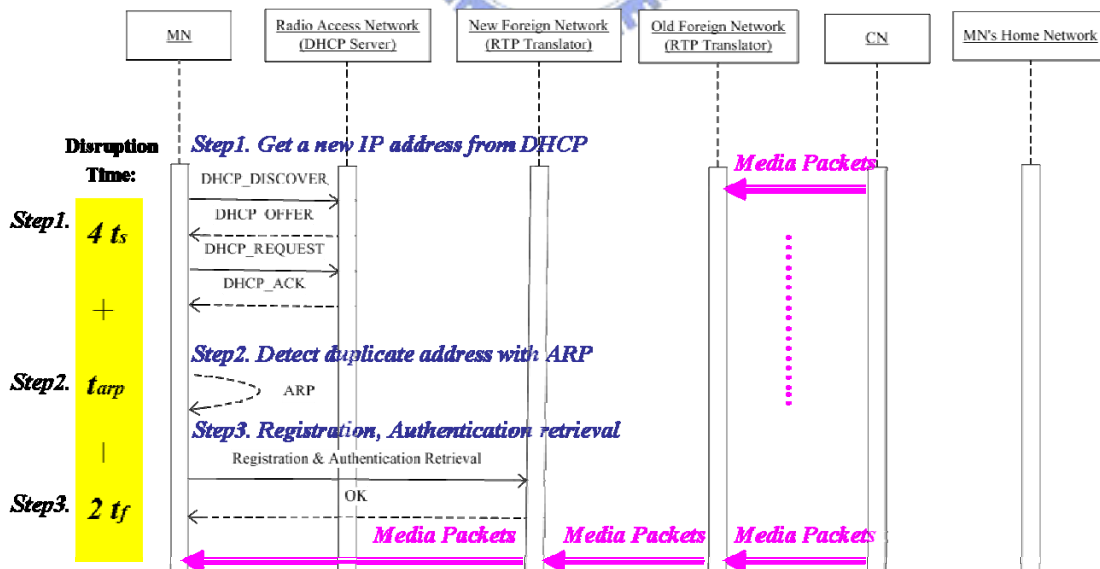 MN
Radio Access Network
(DHCP Server)
New Foreign Network
(RTP Translator)
Old Foreign Network
(RTP Translator)
CN
MN's Home Network
Disruption
Time:
Step1. Get a new IP address from DHCP
Media Packets
DHCP_DISCOVER
Step1.
4 ts
DHCP_OFFER
DHCP_REQUEST
DHCP_ACK
+
Step2. Detect duplicate address with ARP
Step2.
tarp
ARP
Step3. Registration, Authentication retrieval
Registration & Authentication Retrieval
OK
Step3.
2 tf
Media Packets
Media Packets
Media Packets